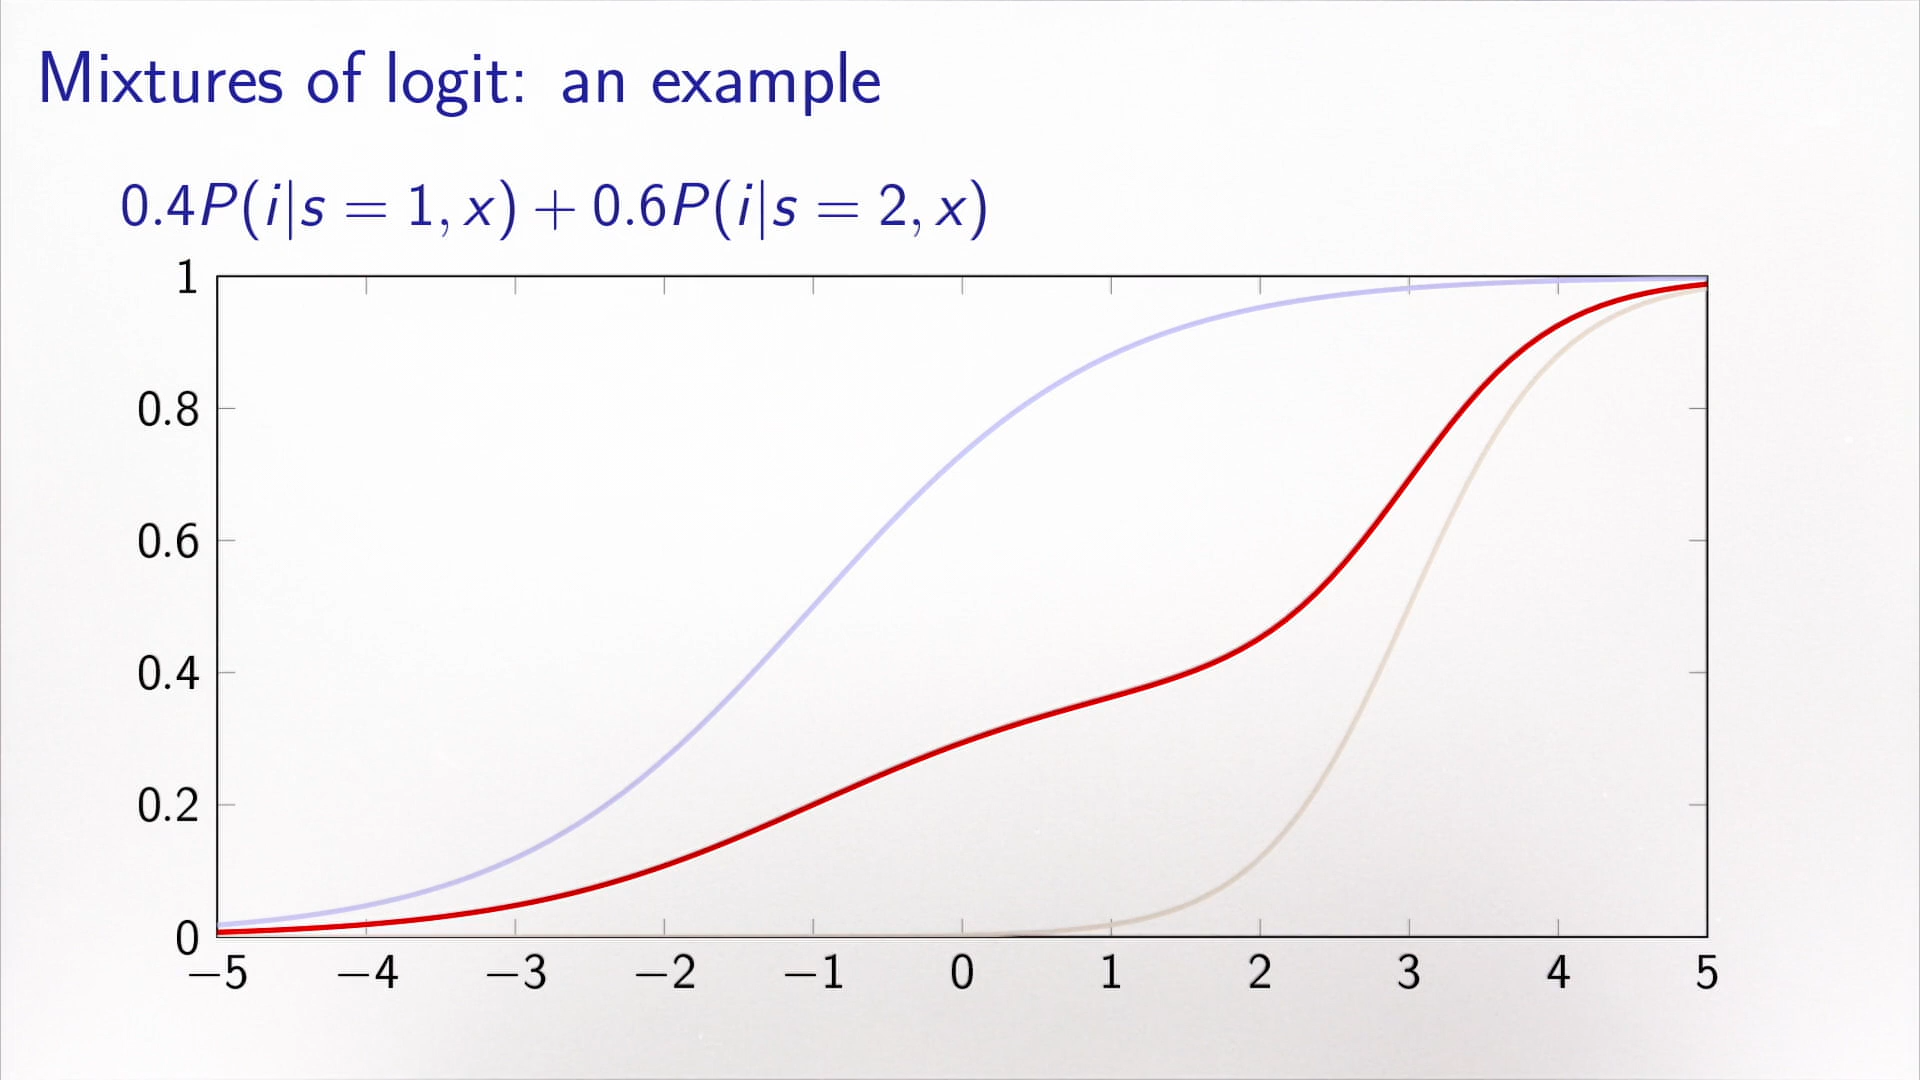 Mixtures of logit: an example
0.4P(i|s = 1, x) + 0.6P(i|s = 2, x)
1
0.8
0.6
0.4
0.2
0
−5 −4 −3 −2 −1 0 1 2 3 4 5